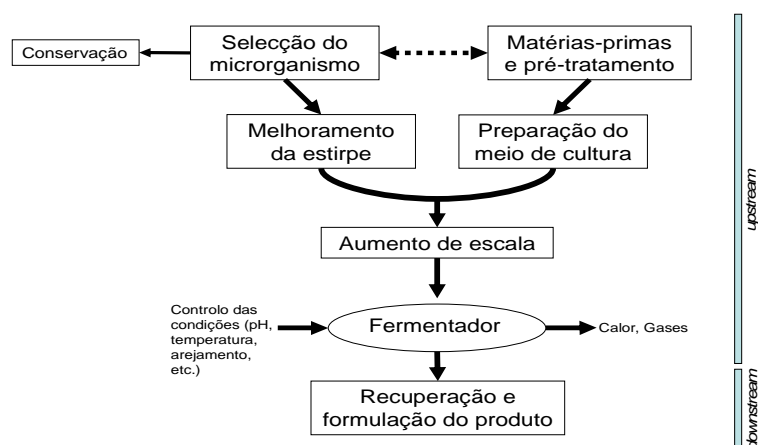 Conservação
Selecção do
microrganismo
Matérias-primas
e pré-tratamento
Melhoramento
da estirpe
Preparação do
meio de cultura
Aumento de escala
Controlo das
condições (pH,
temperatura,
arejamento,
etc.)
Fermentador
Calor, Gases
Recuperação e
formulação do produto
upstream
downstream